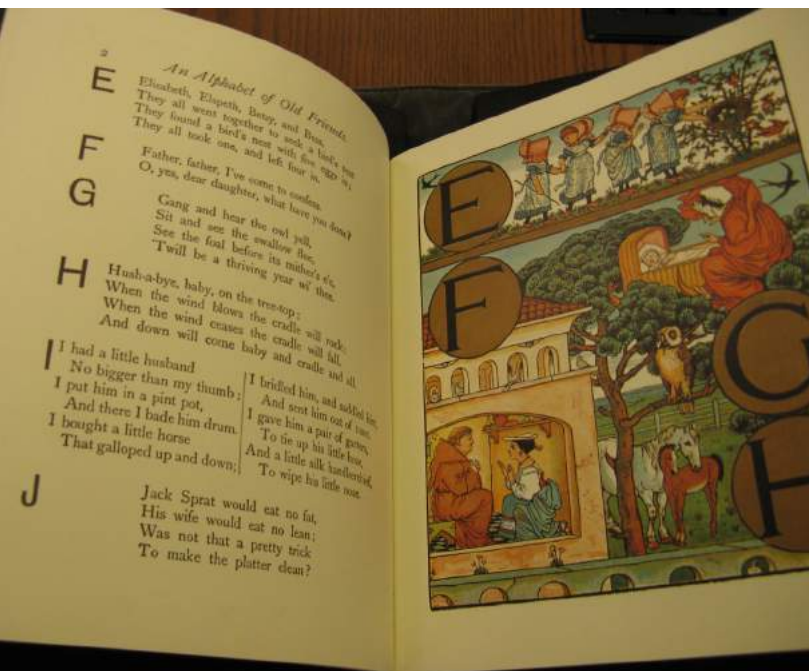 2
An Alphabet of Old Friends.
E
Elizabeth, Elspeth, Betsy, and Bess,
They all went together to seek a bird's nest
They found a bird's nest with five eggs in;
They all took one, and left four in.
F
Father, father, I've come to confess.
O, yes, dear daughter, what have you done?
G
Gang and hear the owl yell,
Sit and see the swallow flee,
See the foal before its mither's e'e,
'Twill be a thriving year wi' thee.
H
Hush-a-bye, baby, on the tree-top;
When the wind blows the cradle will rock;
When the wind ceases the cradle will fall,
And down will come baby and cradle and all.
I
I had a little husband
No bigger than my thumb;
I put him in a pint pot,
And there I bade him drum.
I bought a little horse
That galloped up and down;
I bridled him, and saddled him,
And sent him out of town.
I gave him a pair of garters,
To tie up his little hose,
And a little silk handkerchief,
To wipe his little nose.
J
Jack Sprat would eat no fat,
His wife would eat no lean;
Was not that a pretty trick
To make the platter clean?
E
F
G
H